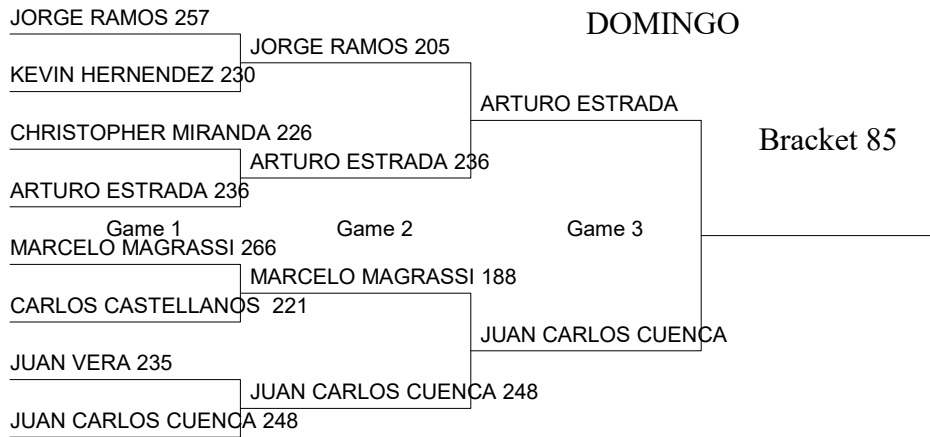 JORGE RAMOS 257
DOMINGO
JORGE RAMOS 205
KEVIN HERNENDEZ 230
ARTURO ESTRADA
CHRISTOPHER MIRANDA 226
Bracket 85
ARTURO ESTRADA 236
ARTURO ESTRADA 236
Game 1
Game 2
Game 3
MARCELO MAGRASSI 266
MARCELO MAGRASSI 188
CARLOS CASTELLANOS 221
JUAN CARLOS CUENCA
JUAN VERA 235
JUAN CARLOS CUENCA 248
JUAN CARLOS CUENCA 248